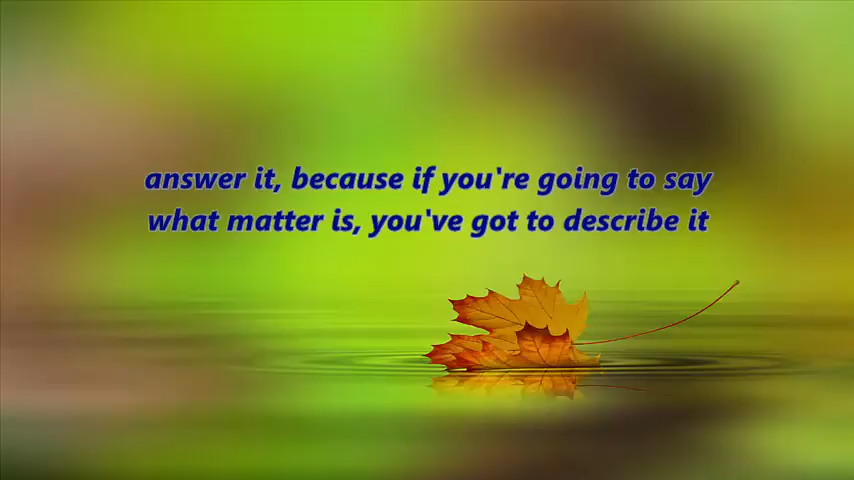 answer it, because if you're going to say
what matter is, you've got to describe it